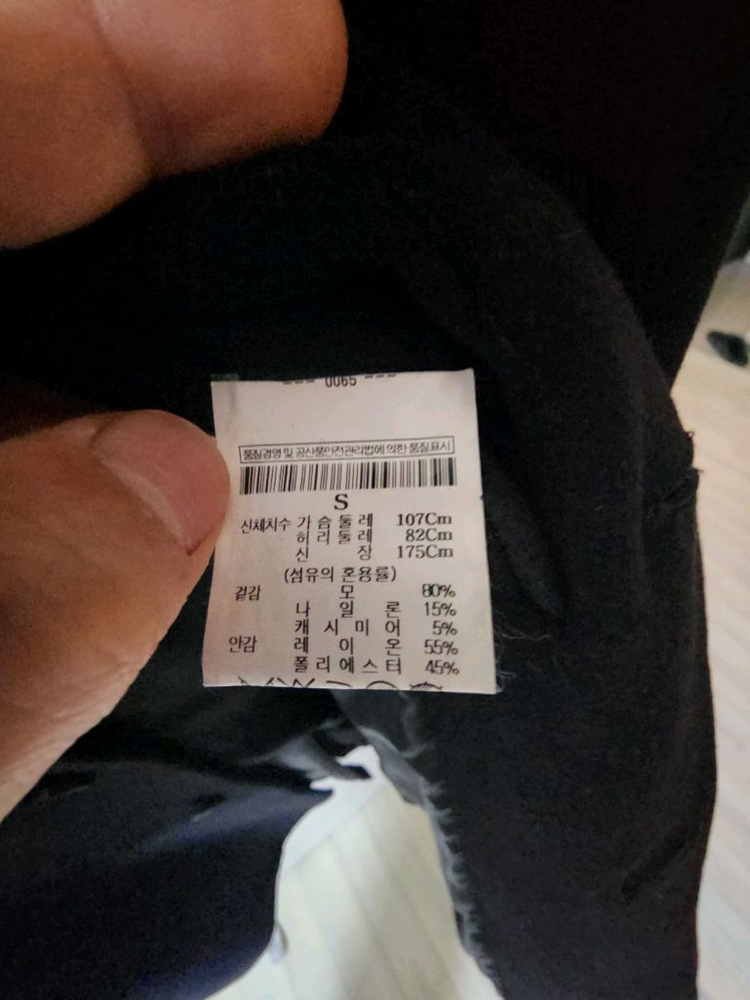 --- 0065 ---
품질경영 및 공산품안전관리법에 의한 품질표시
S
신체치수 가슴둘레 107Cm
허리둘레 82Cm
신장 175Cm
(섬유의 혼용률)
겉감 모 80%
나일론 15%
캐시미어 5%
안감 레이온 55%
폴리에스터 45%